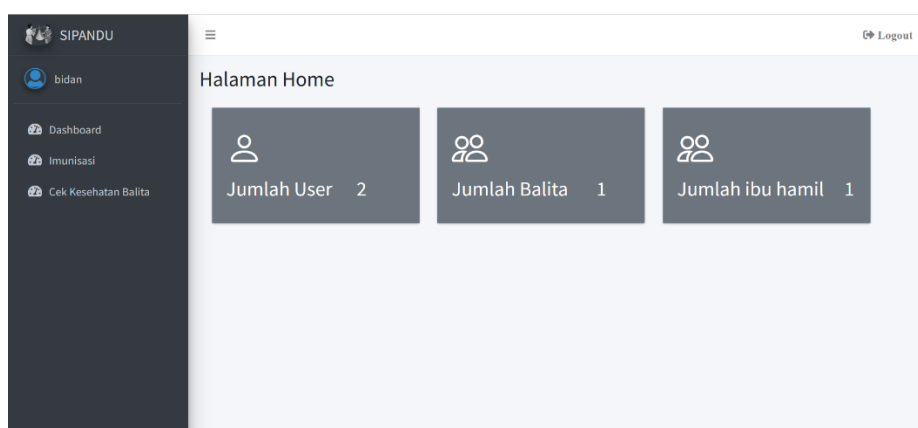 SIPANDU
Logout
bidan
Halaman Home
Dashboard
Imunisasi
Cek Kesehatan Balita
Jumlah User 2
Jumlah Balita 1
Jumlah ibu hamil 1